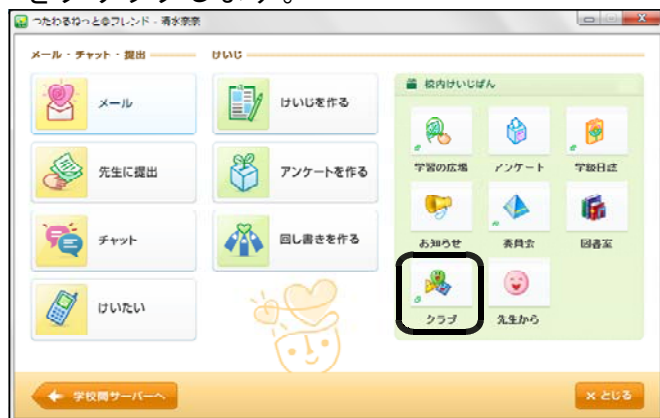 をクリックします。
つたわるねっと@フレンド - 清水奈奈
メール・チャット・提出
けいじ
メール
先生に提出
チャット
けいたい
けいじを作る
アンケートを作る
回し書きを作る
校内けいじばん
学習の広場
アンケート
学級日誌
お知らせ
委員会
図書室
クラブ
先生から
学校間サーバーへ
× とじる